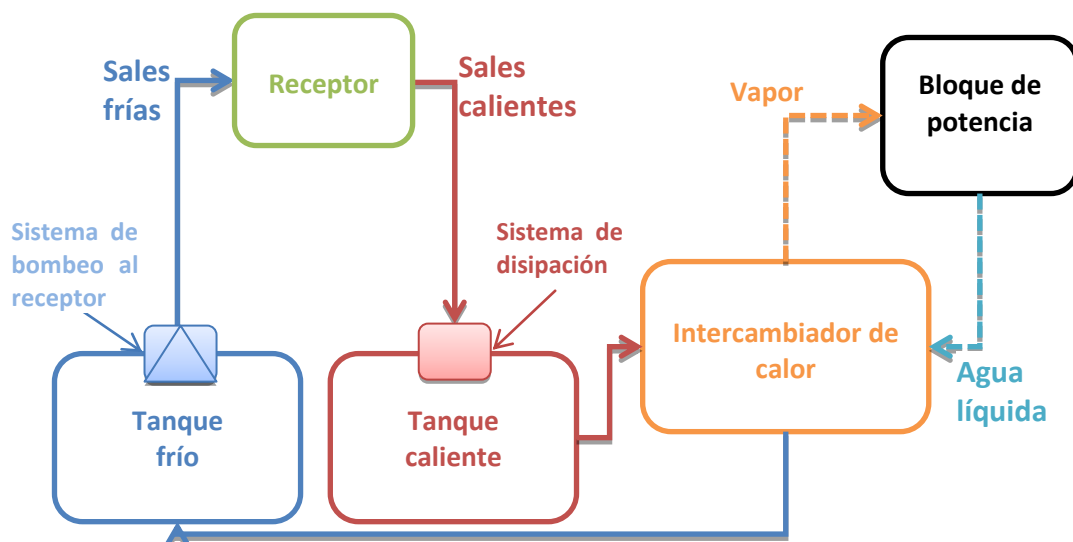 Sales
frías
Receptor
Sales
calientes
Vapor
Bloque de
potencia
Sistema de
bombeo al
receptor
Sistema de
disipación
Intercambiador de
calor
Agua
líquida
Tanque
frío
Tanque
caliente